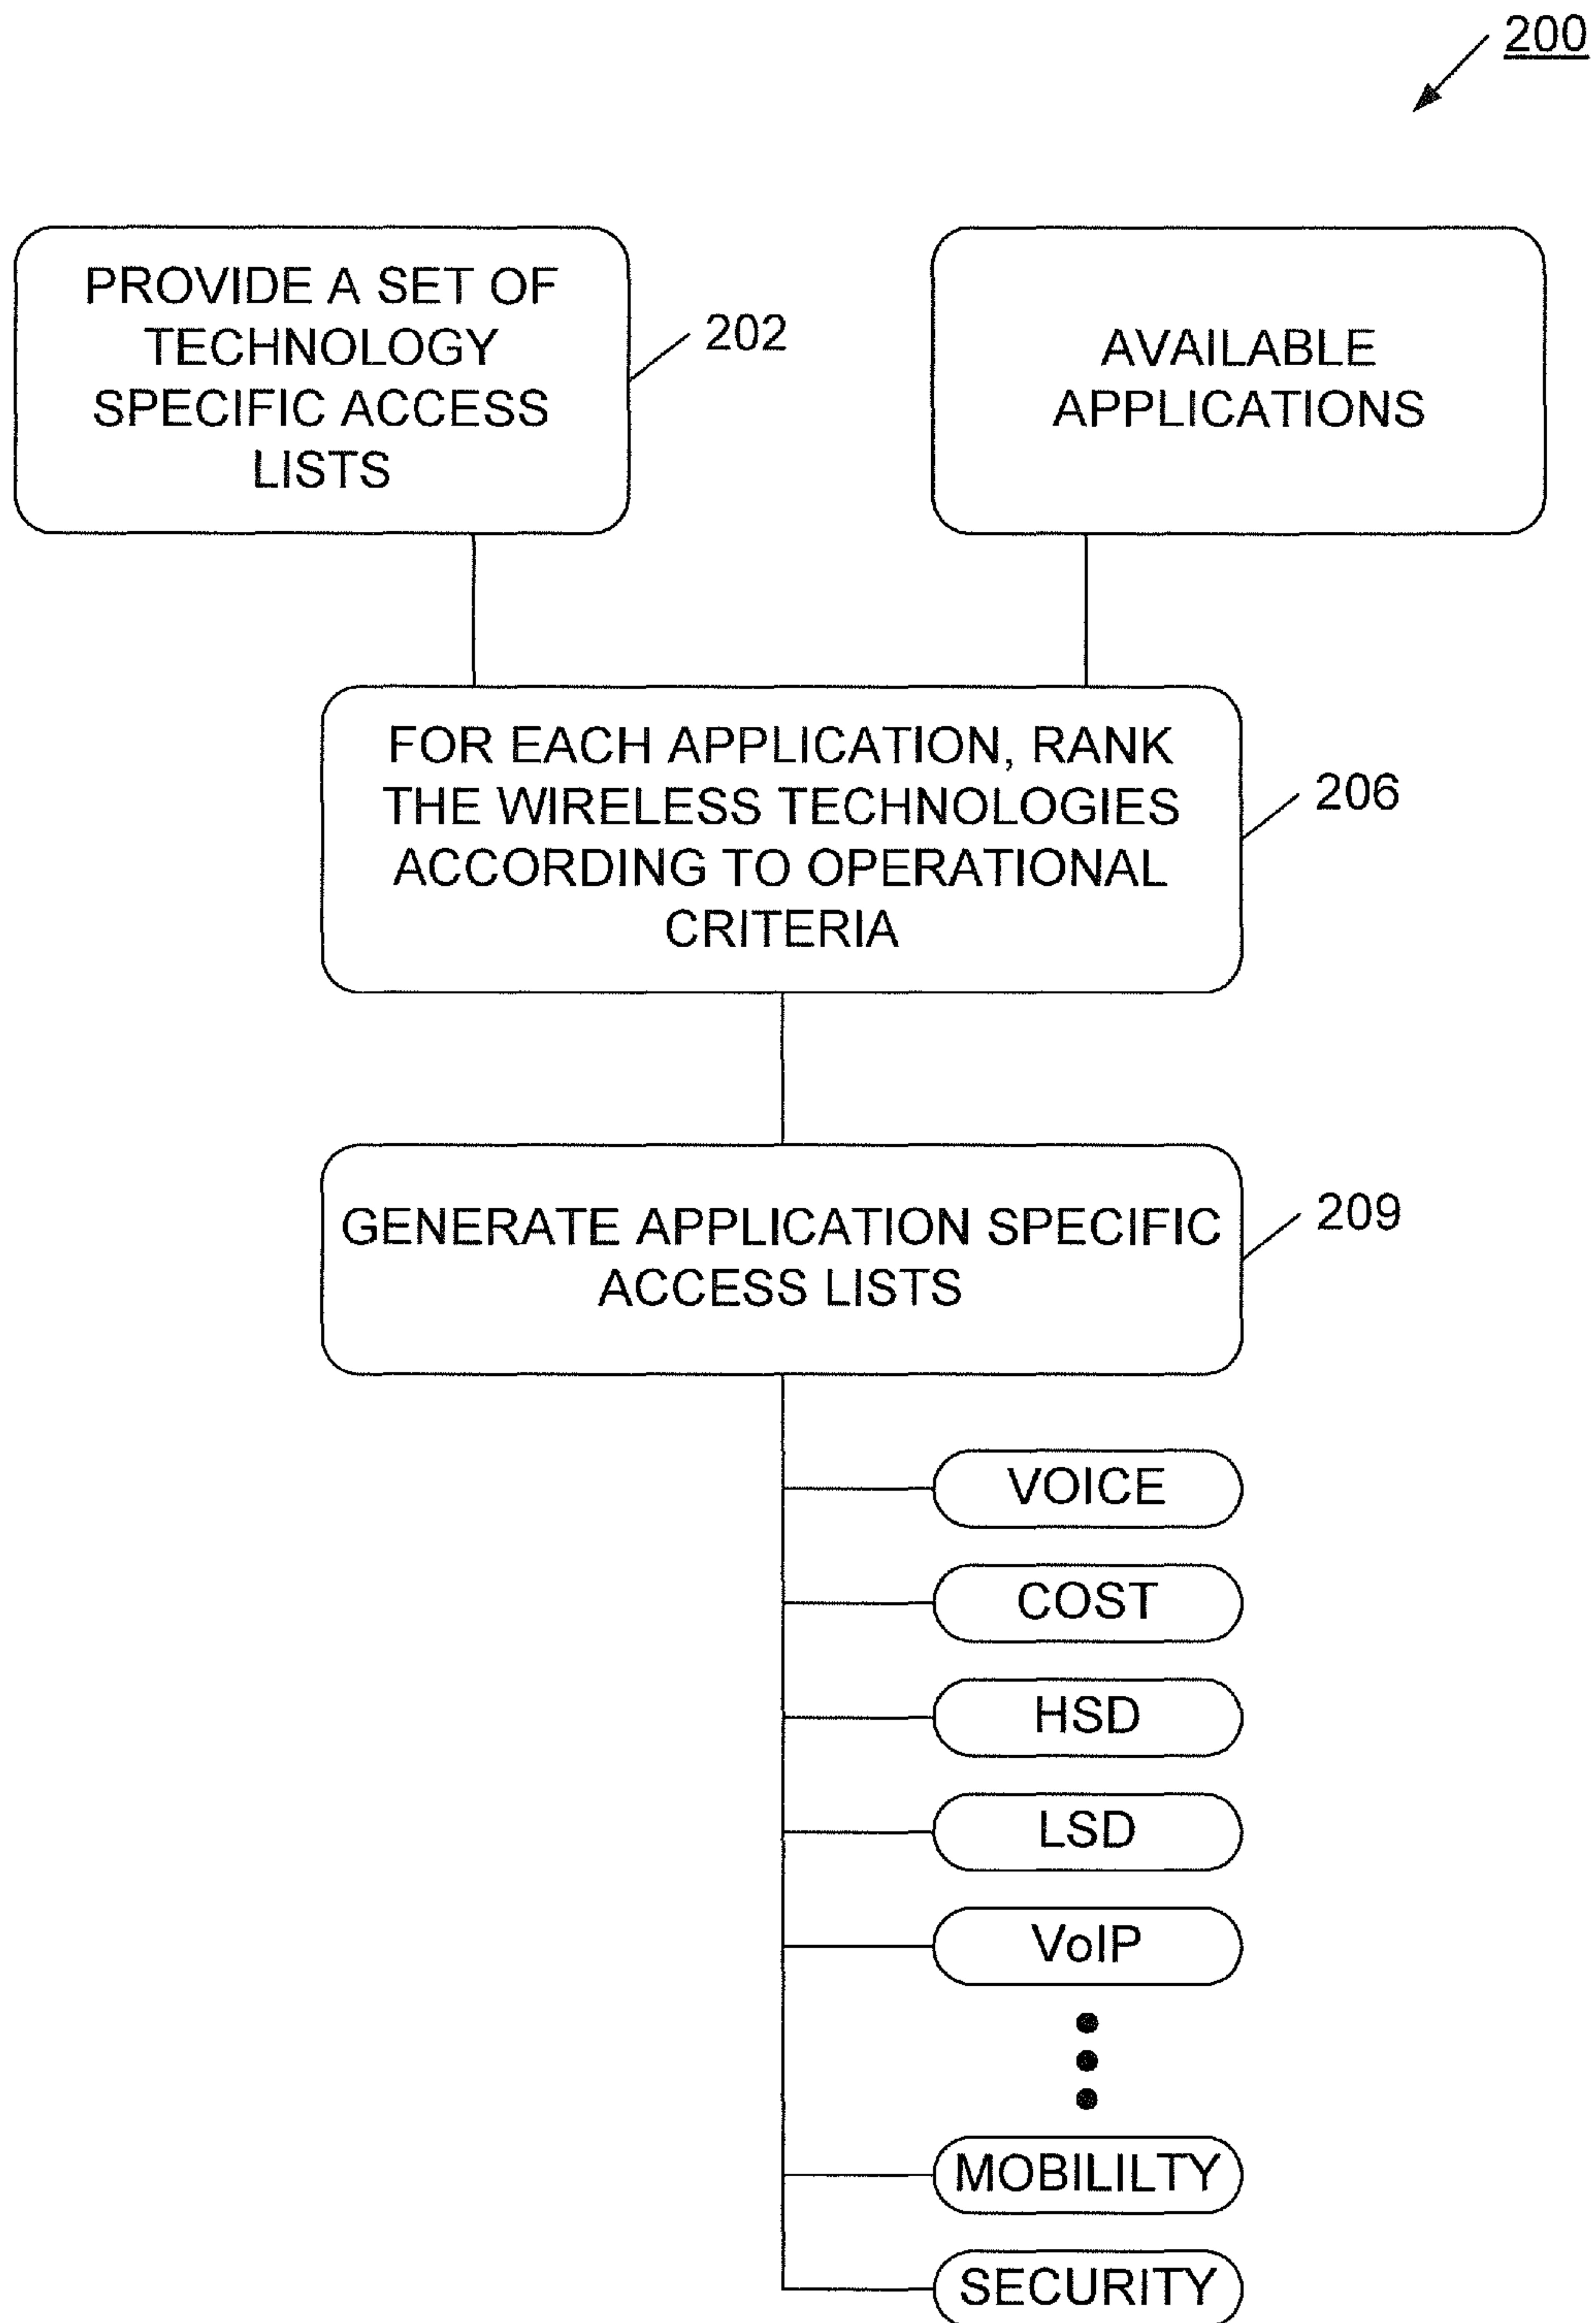 200
PROVIDE A SET OF
TECHNOLOGY
SPECIFIC ACCESS
LISTS
202
AVAILABLE
APPLICATIONS
FOR EACH APPLICATION, RANK
THE WIRELESS TECHNOLOGIES
ACCORDING TO OPERATIONAL
CRITERIA
206
GENERATE APPLICATION SPECIFIC
ACCESS LISTS
209
VOICE
COST
HSD
LSD
VoIP
MOBILILTY
SECURITY